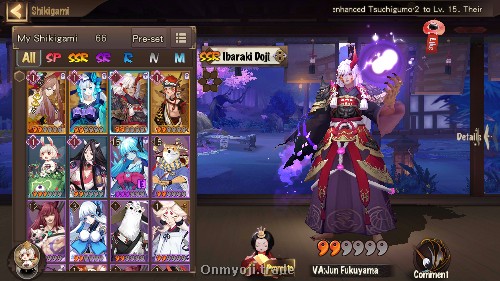 Shikigami
enhanced Tsuchigumo*2 to Lv. 15. Their
My Shikigami 66 Pre-set
All SP SSR SR R N M
SSR Ibaraki Doji
Details
VA:Jun Fukuyama
Comment
Onmyoji.trade